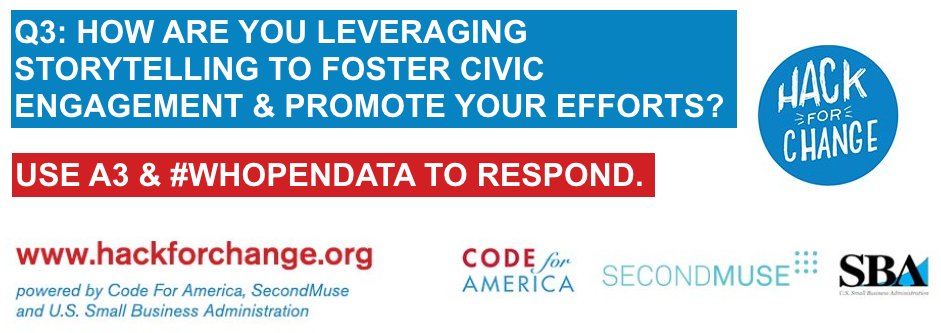 Q3: HOW ARE YOU LEVERAGING
STORYTELLING TO FOSTER CIVIC
ENGAGEMENT & PROMOTE YOUR EFFORTS?
HACK
FOR
CHANGE
USE A3 & #WHOPENDATA TO RESPOND.
www.hackforchange.org
powered by Code For America, SecondMuse
and U.S. Small Business Administration
CODE for
AMERICA
SECONDMUSE
SBA
U.S. Small Business Administration